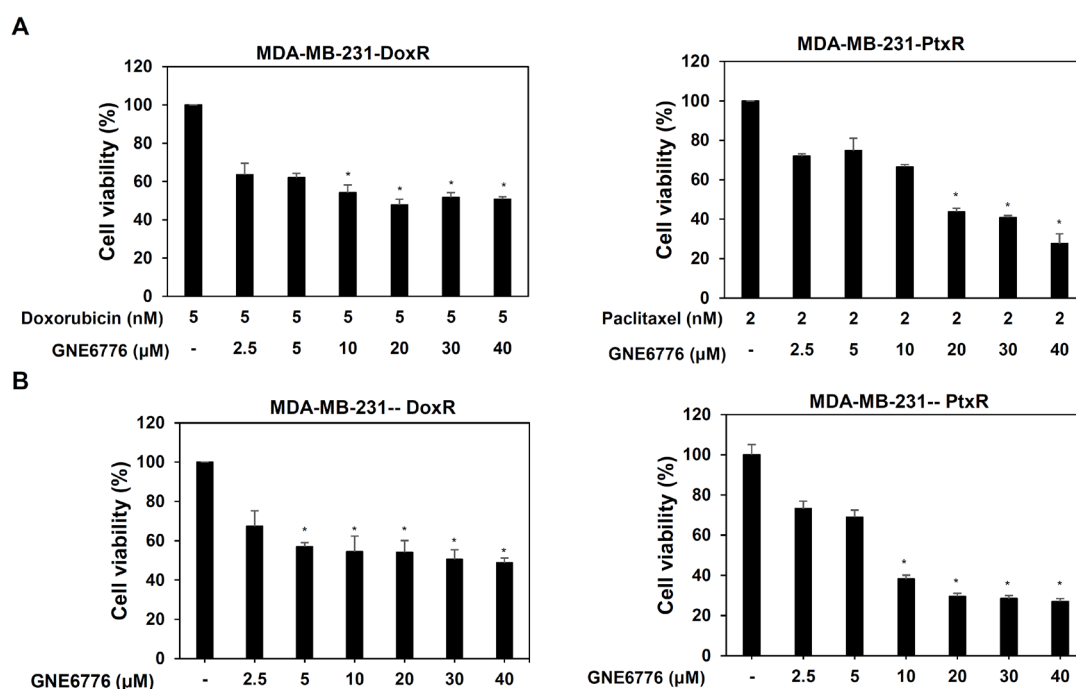 A
MDA-MB-231-DoxR
Cell viability (%)
120
100
80
60
40
20
0
* * * *
Doxorubicin (nM) 5 5 5 5 5 5 5
GNE6776 (µM) - 2.5 5 10 20 30 40
MDA-MB-231-PtxR
Cell viability (%)
120
100
80
60
40
20
0
* * *
Paclitaxel (nM) 2 2 2 2 2 2 2
GNE6776 (µM) - 2.5 5 10 20 30 40
B
MDA-MB-231-- DoxR
Cell viability (%)
120
100
80
60
40
20
0
* * * * *
GNE6776 (µM) - 2.5 5 10 20 30 40
MDA-MB-231-- PtxR
Cell viability (%)
120
100
80
60
40
20
0
* * * *
GNE6776 (µM) - 2.5 5 10 20 30 40